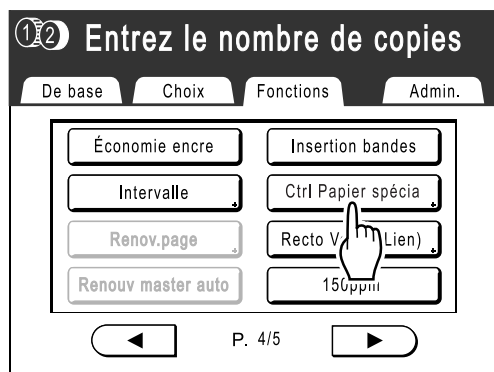 12 Entrez le nombre de copies
De base Choix Fonctions Admin.
Économie encre Insertion bandes
Intervalle Ctrl Papier spécia
Renov.page Recto V Lien)
Renouv master auto 150ppm
P. 4/5